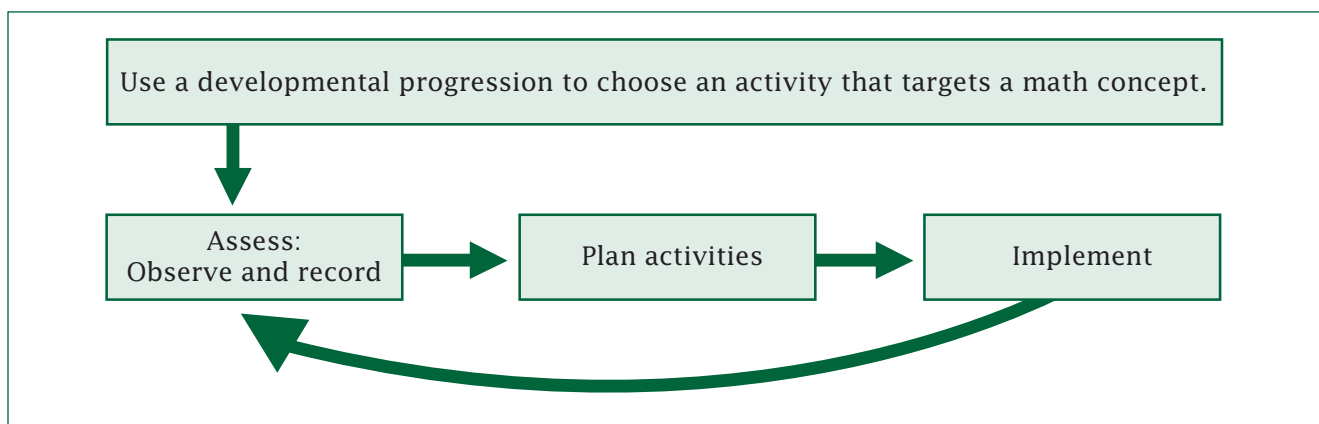 Use a developmental progression to choose an activity that targets a math concept.
Assess:
Observe and record
Plan activities
Implement